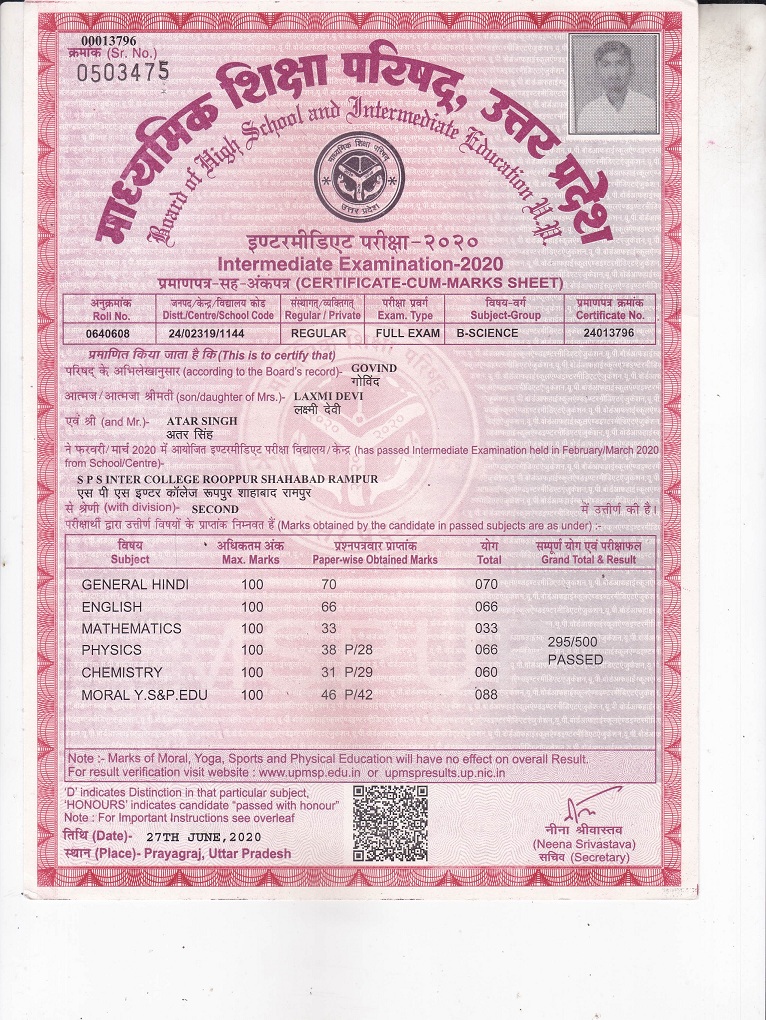 00013796
क्रमांक (Sr. No.)
0503475
माध्यमिक शिक्षा परिषद्, उत्तर प्रदेश
Board of High School and Intermediate Education U.P.
माध्यमिक शिक्षा परिषद
उत्तर प्रदेश
इण्टरमीडिएट परीक्षा-२०२०
Intermediate Examination-2020
प्रमाणपत्र-सह-अंकपत्र (CERTIFICATE-CUM-MARKS SHEET)
अनुक्रमांक जनपद/केन्द्र/विद्यालय कोड संस्थागत्/व्यक्तिगत् परीक्षा प्रवर्ग विषय-वर्ग प्रमाणपत्र क्रमांक
Roll No. Distt./Centre/School Code Regular / Private Exam. Type Subject-Group Certificate No.
0640608 24/02319/1144 REGULAR FULL EXAM B-SCIENCE 24013796
प्रमाणित किया जाता है कि (This is to certify that)
परिषद् के अभिलेखानुसार (according to the Board's record)- GOVIND
गोविंद
आत्मज/आत्मजा श्रीमती (son/daughter of Mrs.)- LAXMI DEVI
लक्ष्मी देवी
एवं श्री (and Mr.)- ATAR SINGH
अतर सिंह
ने फरवरी/मार्च 2020 में आयोजित इण्टरमीडिएट परीक्षा विद्यालय/केन्द्र (has passed Intermediate Examination held in February/March 2020
from School/Centre)-
S P S INTER COLLEGE ROOPPUR SHAHABAD RAMPUR
एस पी एस इण्टर कॉलेज रूपपुर शाहाबाद रामपुर
से श्रेणी (with division)- SECOND में उत्तीर्ण की है।
परीक्षार्थी द्वारा उत्तीर्ण विषयों के प्राप्तांक निम्नवत हैं (Marks obtained by the candidate in passed subjects are as under) :-
विषय अधिकतम अंक प्रश्नपत्रवार प्राप्तांक योग सम्पूर्ण योग एवं परीक्षाफल
Subject Max. Marks Paper-wise Obtained Marks Total Grand Total & Result
GENERAL HINDI 100 70 070
ENGLISH 100 66 066
MATHEMATICS 100 33 033
PHYSICS 100 38 P/28 066
295/500
PASSED
CHEMISTRY 100 31 P/29 060
MORAL Y.S&P.EDU 100 46 P/42 088
Note :- Marks of Moral, Yoga, Sports and Physical Education will have no effect on overall Result.
For result verification visit website : www.upmsp.edu.in or upmspresults.up.nic.in
'D' indicates Distinction in that particular subject,
'HONOURS' indicates candidate "passed with honour"
Note : For Important Instructions see overleaf
तिथि (Date)- 27TH JUNE,2020
स्थान (Place)- Prayagraj, Uttar Pradesh
नीना श्रीवास्तव
(Neena Srivastava)
सचिव (Secretary)